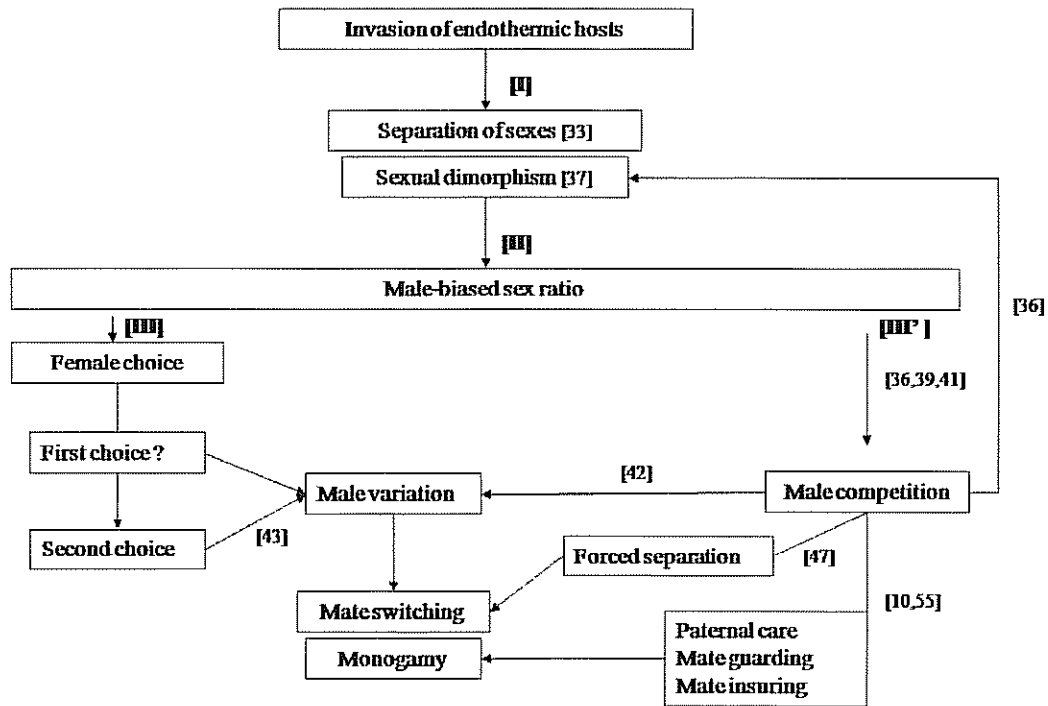 Invasion of endothermic hosts
[I]
Separation of sexes [33]
Sexual dimorphism [37]
[II]
Male-biased sex ratio
[III]
[III']
[36]
Female choice
[36,39,41]
First choice?
Male variation
[42]
Male competition
Second choice
[43]
Forced separation
[47]
Mate switching
[10,55]
Monogamy
Paternal care
Mate guarding
Mate insuring